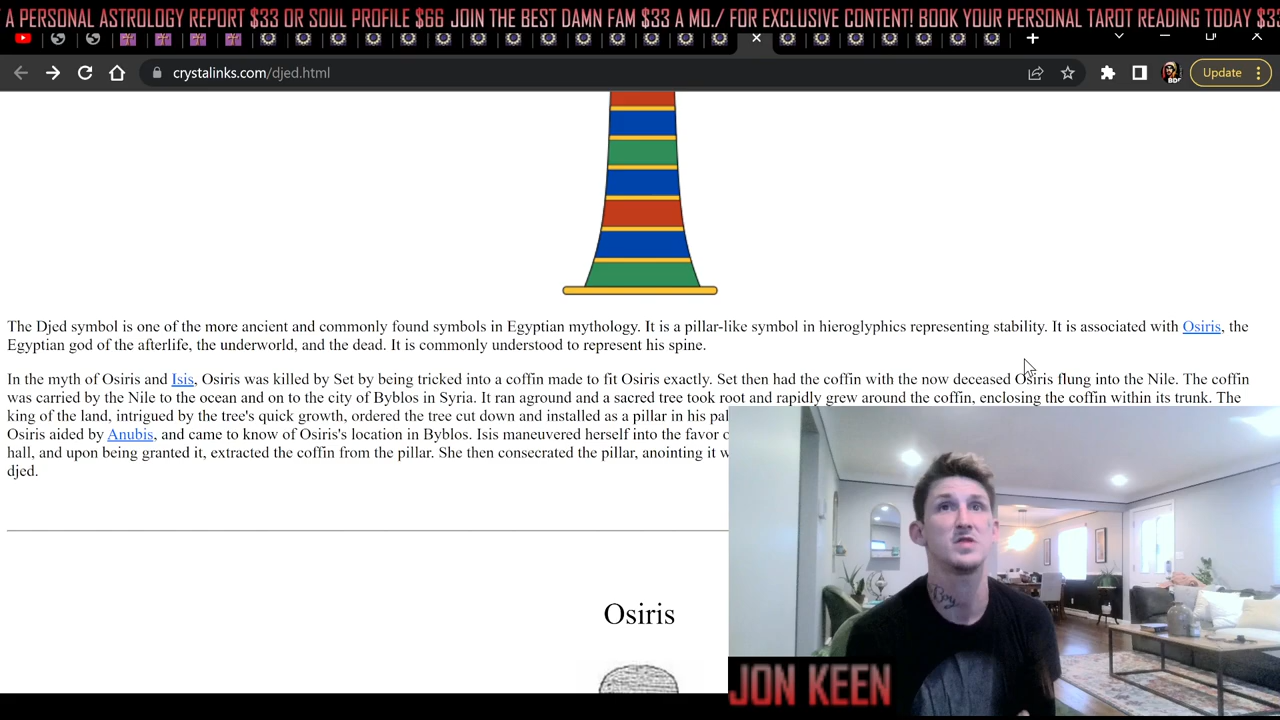 A PERSONAL ASTROLOGY REPORT $33 OR SOUL PROFILE $66 JOIN THE BEST DAMN FAM $33 A MO./ FOR EXCLUSIVE CONTENT! BOOK YOUR PERSONAL TAROT READING TODAY
crystalinks.com/djed.html
Update
The Djed symbol is one of the more ancient and commonly found symbols in Egyptian mythology. It is a pillar-like symbol in hieroglyphics representing stability. It is associated with Osiris, the
Egyptian god of the afterlife, the underworld, and the dead. It is commonly understood to represent his spine.
In the myth of Osiris and Isis, Osiris was killed by Set by being tricked into a coffin made to fit Osiris exactly. Set then had the coffin with the now deceased Osiris flung into the Nile. The coffin
was carried by the Nile to the ocean and on to the city of Byblos in Syria. It ran aground and a sacred tree took root and rapidly grew around the coffin, enclosing the coffin within its trunk. The
king of the land, intrigued by the tree's quick growth, ordered the tree cut down and installed as a pillar in his
Osiris aided by Anubis, and came to know of Osiris's location in Byblos. Isis maneuvered herself into the favor
hall, and upon being granted it, extracted the coffin from the pillar. She then consecrated the pillar, anointing it
djed.
Osiris
Boy
JON KEEN